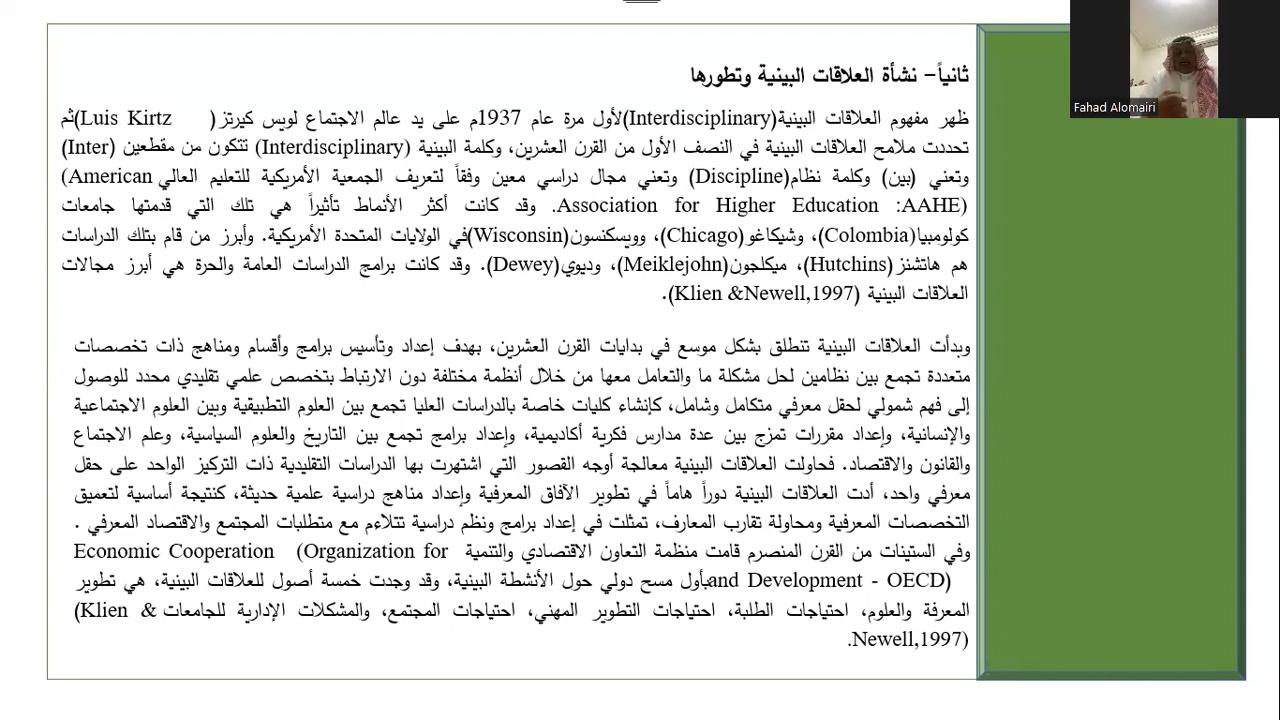 ثانياً– نشأة العلاقات البينية وتطورها
ظهر مفهوم العلاقات البينية(Interdisciplinary)لأول مرة عام 1937م على يد عالم الاجتماع لويس كيرتز( Luis Kirtz)ثم
تحددت ملامح العلاقات البينية في النصف الأول من القرن العشرين، وكلمة البينية (Interdisciplinary) تتكون من مقطعين (Inter)
وتعني (بين) وكلمة نظام(Discipline) وتعني مجال دراسي معين وفقاً لتعريف الجمعية الأمريكية للتعليم العالي American)
Association for Higher Education :AAHE). وقد كانت أكثر الأنماط تأثيراً هي تلك التي قدمتها جامعات
كولومبيا(Colombia)، وشيكاغو(Chicago)، وويسكنسون(Wisconsin)في الولايات المتحدة الأمريكية. وأبرز من قام بتلك الدراسات
هم هاتشنز(Hutchins)، ميكلجون(Meiklejohn)، وديوي(Dewey). وقد كانت برامج الدراسات العامة والحرة هي أبرز مجالات
العلاقات البينية (Klien &Newell,1997).
وبدأت العلاقات البينية تنطلق بشكل موسع في بدايات القرن العشرين، بهدف إعداد وتأسيس برامج وأقسام ومناهج ذات تخصصات
متعددة تجمع بين نظامين لحل مشكلة ما والتعامل معها من خلال أنظمة مختلفة دون الارتباط بتخصص علمي تقليدي محدد للوصول
إلى فهم شمولي لحقل معرفي متكامل وشامل، كإنشاء كليات خاصة بالدراسات العليا تجمع بين العلوم التطبيقية وبين العلوم الاجتماعية
والإنسانية، وإعداد مقررات تمزج بين عدة مدارس فكرية أكاديمية، وإعداد برامج تجمع بين التاريخ والعلوم السياسية، وعلم الاجتماع
والقانون والاقتصاد. فحاولت العلاقات البينية معالجة أوجه القصور التي اشتهرت بها الدراسات التقليدية ذات التركيز الواحد على حقل
معرفي واحد، أدت العلاقات البينية دوراً هاماً في تطوير الآفاق المعرفية وإعداد مناهج دراسية علمية حديثة، كنتيجة أساسية لتعميق
التخصصات المعرفية ومحاولة تقارب المعارف، تمثلت في إعداد برامج ونظم دراسية تتلاءم مع متطلبات المجتمع والاقتصاد المعرفي .
وفي الستينات من القرن المنصرم قامت منظمة التعاون الاقتصادي والتنمية Economic Cooperation (Organization for
and Development - OECD)بأول مسح دولي حول الأنشطة البينية، وقد وجدت خمسة أصول للعلاقات البينية، هي تطوير
المعرفة والعلوم، احتياجات الطلبة، احتياجات التطوير المهني، احتياجات المجتمع، والمشكلات الإدارية للجامعات Klien &)
Newell,1997).
Fahad Alomairi